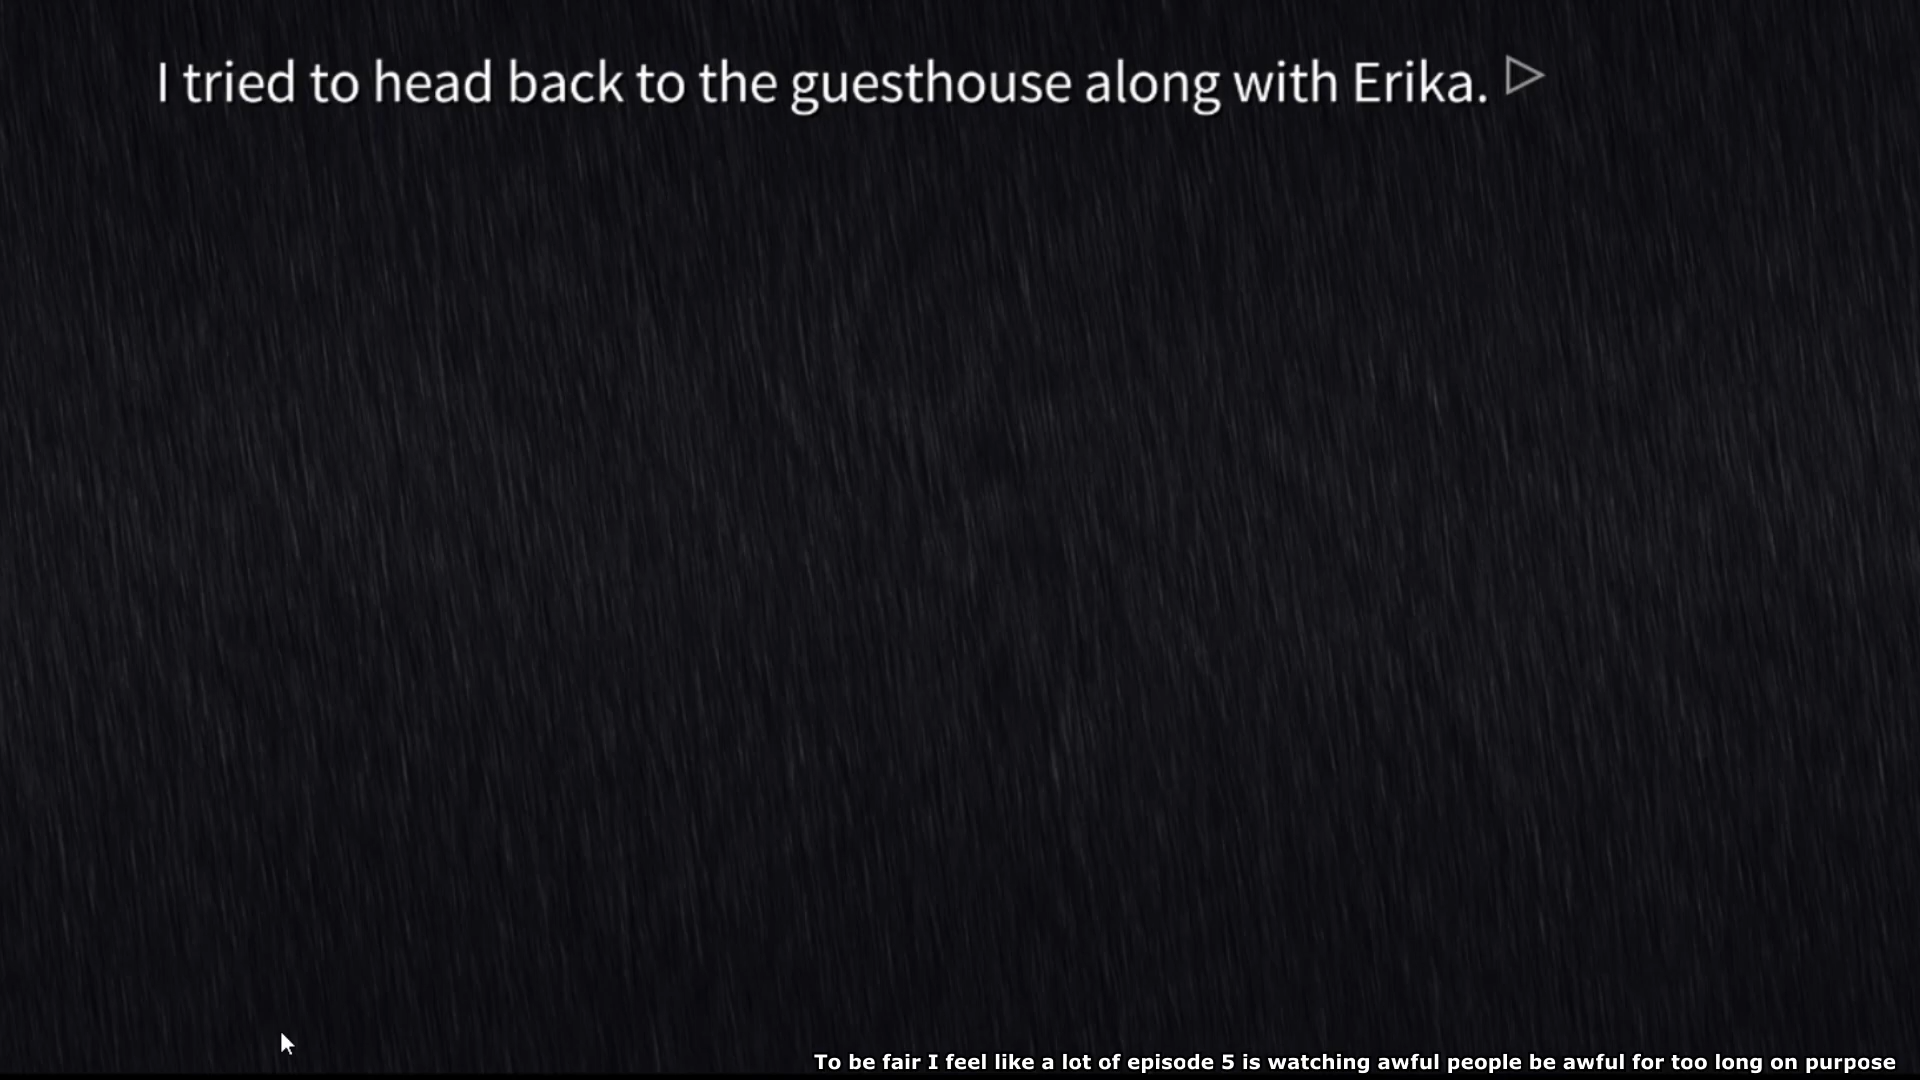 I tried to head back to the guesthouse along with Erika.
To be fair I feel like a lot of episode 5 is watching awful people be awful for too long on purpose